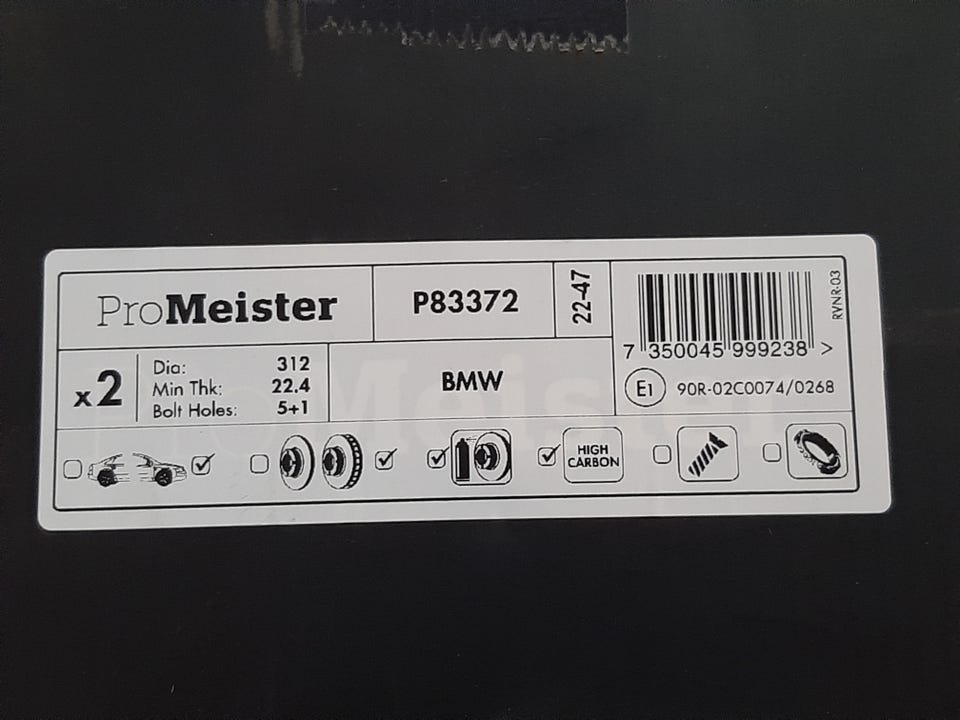 ProMeister
P83372
22-47
7 350045 999238 >
RVNR-03
x2
Dia: 312
Min Thk: 22.4
Bolt Holes: 5+1
BMW
E1 90R-02C0074/0268
ProMeister
HIGH
CARBON